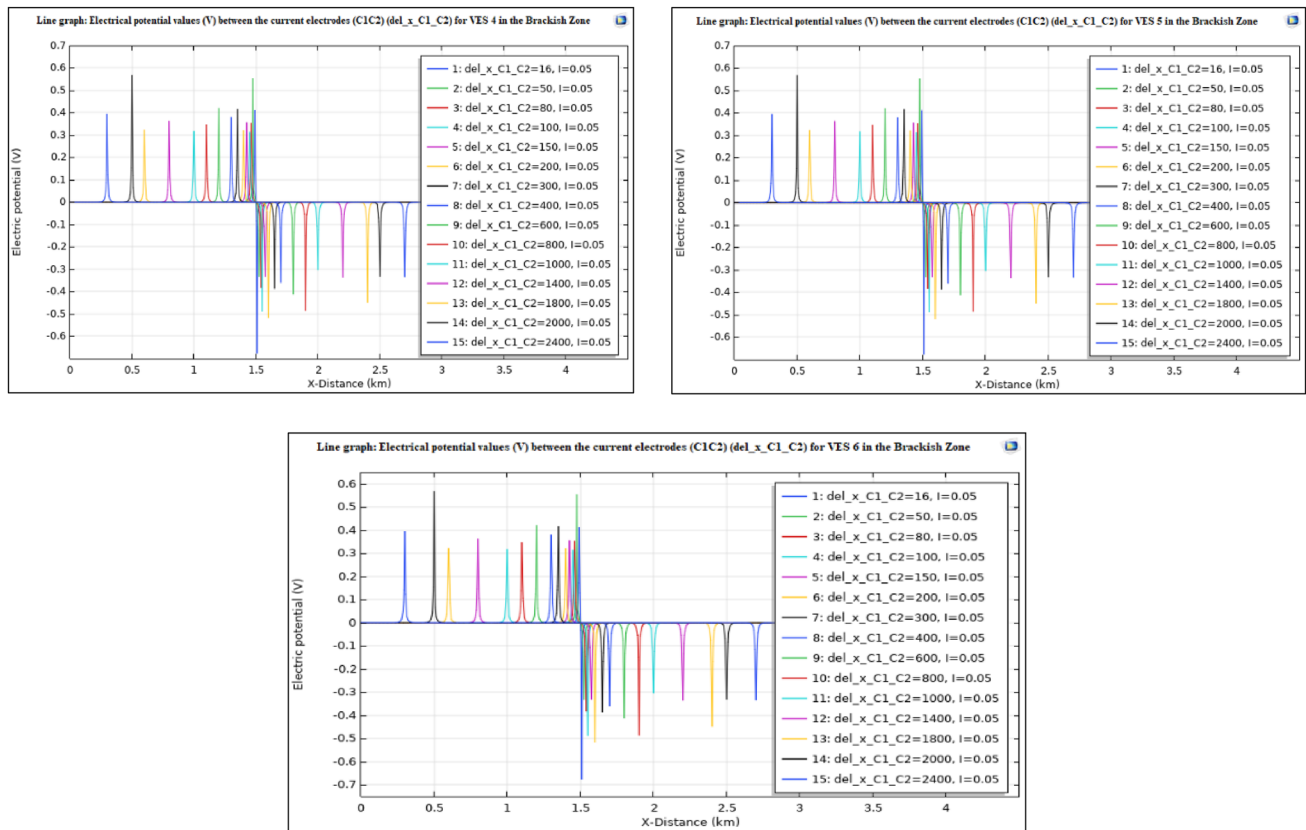 Line graph: Electrical potential values (V) between the current electrodes (C1C2) (del_x_C1_C2) for VES 4 in the Brackish Zone
0.7
0.6
0.5
0.4
0.3
0.2
0.1
0
-0.1
-0.2
-0.3
-0.4
-0.5
-0.6
Electric potential (V)
1: del_x_C1_C2=16, I=0.05
2: del_x_C1_C2=50, I=0.05
3: del_x_C1_C2=80, I=0.05
4: del_x_C1_C2=100, I=0.05
5: del_x_C1_C2=150, I=0.05
6: del_x_C1_C2=200, I=0.05
7: del_x_C1_C2=300, I=0.05
8: del_x_C1_C2=400, I=0.05
9: del_x_C1_C2=600, I=0.05
10: del_x_C1_C2=800, I=0.05
11: del_x_C1_C2=1000, I=0.05
12: del_x_C1_C2=1400, I=0.05
13: del_x_C1_C2=1800, I=0.05
14: del_x_C1_C2=2000, I=0.05
15: del_x_C1_C2=2400, I=0.05
0 0.5 1 1.5 2 2.5 3 3.5 4
X-Distance (km)
Line graph: Electrical potential values (V) between the current electrodes (C1C2) (del_x_C1_C2) for VES 5 in the Brackish Zone
0.7
0.6
0.5
0.4
0.3
0.2
0.1
0
-0.1
-0.2
-0.3
-0.4
-0.5
-0.6
Electric potential (V)
1: del_x_C1_C2=16, I=0.05
2: del_x_C1_C2=50, I=0.05
3: del_x_C1_C2=80, I=0.05
4: del_x_C1_C2=100, I=0.05
5: del_x_C1_C2=150, I=0.05
6: del_x_C1_C2=200, I=0.05
7: del_x_C1_C2=300, I=0.05
8: del_x_C1_C2=400, I=0.05
9: del_x_C1_C2=600, I=0.05
10: del_x_C1_C2=800, I=0.05
11: del_x_C1_C2=1000, I=0.05
12: del_x_C1_C2=1400, I=0.05
13: del_x_C1_C2=1800, I=0.05
14: del_x_C1_C2=2000, I=0.05
15: del_x_C1_C2=2400, I=0.05
0 0.5 1 1.5 2 2.5 3 3.5 4
X-Distance (km)
Line graph: Electrical potential values (V) between the current electrodes (C1C2) (del_x_C1_C2) for VES 6 in the Brackish Zone
0.6
0.5
0.4
0.3
0.2
0.1
0
-0.1
-0.2
-0.3
-0.4
-0.5
-0.6
-0.7
Electric potential (V)
1: del_x_C1_C2=16, I=0.05
2: del_x_C1_C2=50, I=0.05
3: del_x_C1_C2=80, I=0.05
4: del_x_C1_C2=100, I=0.05
5: del_x_C1_C2=150, I=0.05
6: del_x_C1_C2=200, I=0.05
7: del_x_C1_C2=300, I=0.05
8: del_x_C1_C2=400, I=0.05
9: del_x_C1_C2=600, I=0.05
10: del_x_C1_C2=800, I=0.05
11: del_x_C1_C2=1000, I=0.05
12: del_x_C1_C2=1400, I=0.05
13: del_x_C1_C2=1800, I=0.05
14: del_x_C1_C2=2000, I=0.05
15: del_x_C1_C2=2400, I=0.05
0 0.5 1 1.5 2 2.5 3 3.5 4
X-Distance (km)